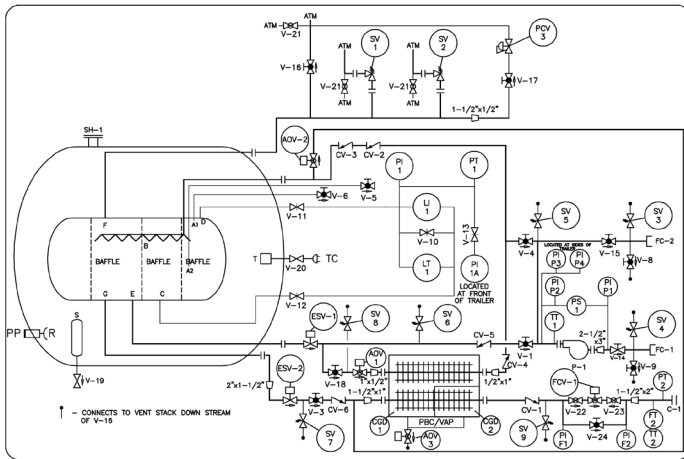 ATM
V-21
ATM
V-16
ATM
SV 1
V-21
ATM
ATM
SV 2
V-21
ATM
PCV 3
V-17
1-1/2"x1/2"
SH-1
AOV-2
CV-3
CV-2
PI 1
PT 1
F
A1
D
V-6
V-5
V-11
LI 1
V-10
V-13
LT 1
PI 1A
LOCATED AT FRONT OF TRAILER
B
BAFFLE
BAFFLE
BAFFLE
A2
G
E
C
T
V-20
TC
V-12
SV 5
SV 3
V-4
V-15
FC-2
V-8
LOCATED AT SIDES OF TRAILER
PI P3
PI P4
PI P2
PI P1
PS 1
TT 1
2-1/2" x3"
SV 4
V-14
FC-1
V-9
P-1
PP
R
S
V-19
ESV-1
SV 8
SV 6
CV-5
V-1
CV-4
ESV-2
AOV 1
V-18
1"x1/2"
1/2"x1"
2"x1-1/2"
V-3
CV-6
1-1/2"x1"
SV 7
CGD 1
PBC/VAP
CGD 2
AOV 3
1/2"x1"
CV-1
SV 9
FCV-1
V-22
V-23
V-24
1-1/2"x2"
PT 2
C-1
PI F1
PI F2
FT 2
TT 2
- CONNECTS TO VENT STACK DOWN STREAM
OF V-16